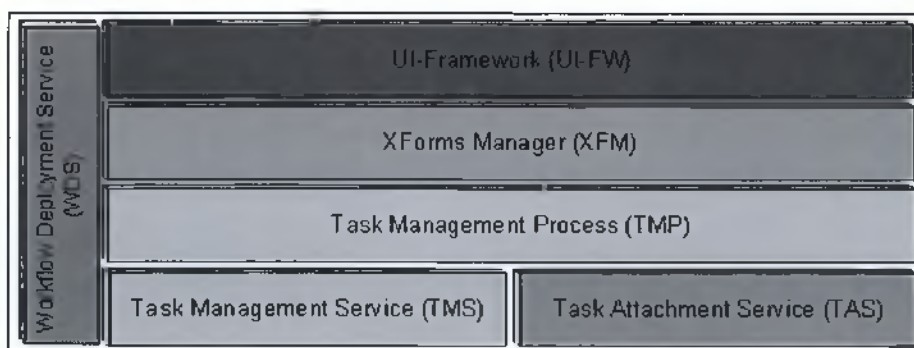 Workflow Deployment Service
(WDS)
UI-Framework (UI-FW)
XForms Manager (XFM)
Task Management Process (TMP)
Task Management Service (TMS)
Task Attachment Service (TAS)